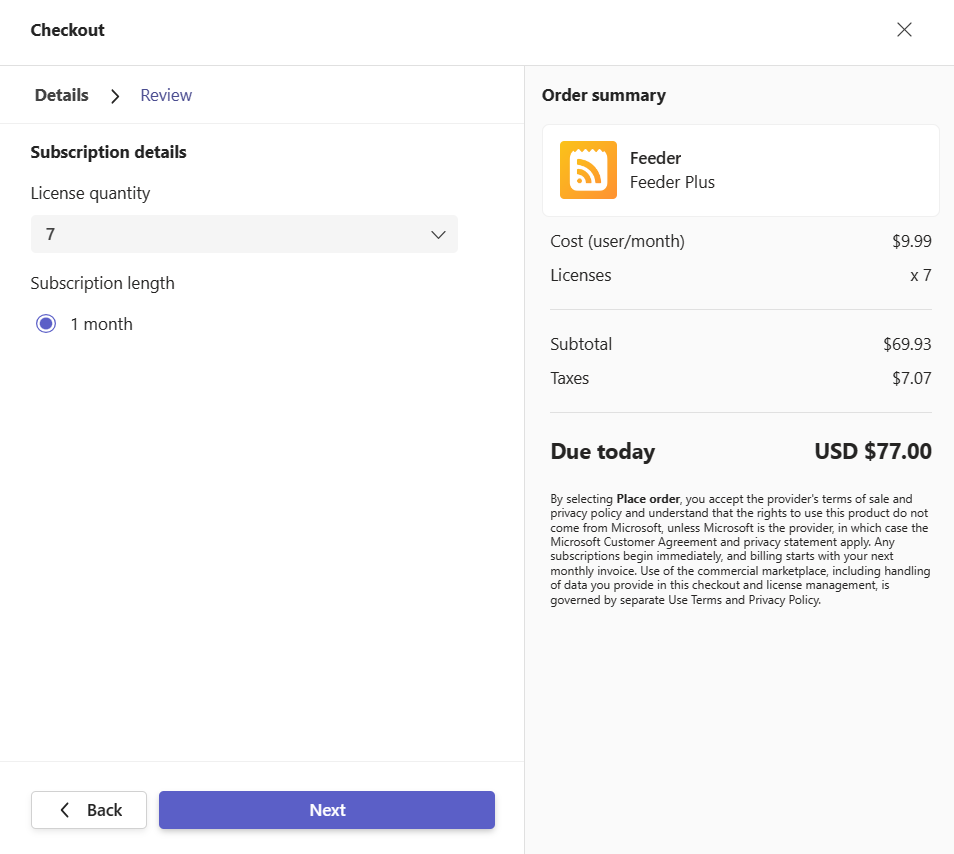 Checkout
Details
Review
Subscription details
License quantity
7
Subscription length
1 month
Back
Next
Order summary
Feeder
Feeder Plus
Cost (user/month) $9.99
Licenses x 7
Subtotal $69.93
Taxes $7.07
Due today USD $77.00
By selecting Place order, you accept the provider's terms of sale and
privacy policy and understand that the rights to use this product do not
come from Microsoft, unless Microsoft is the provider, in which case the
Microsoft Customer Agreement and privacy statement apply. Any
subscriptions begin immediately, and billing starts with your next
monthly invoice. Use of the commercial marketplace, including handling
of data you provide in this checkout and license management, is
governed by separate Use Terms and Privacy Policy.